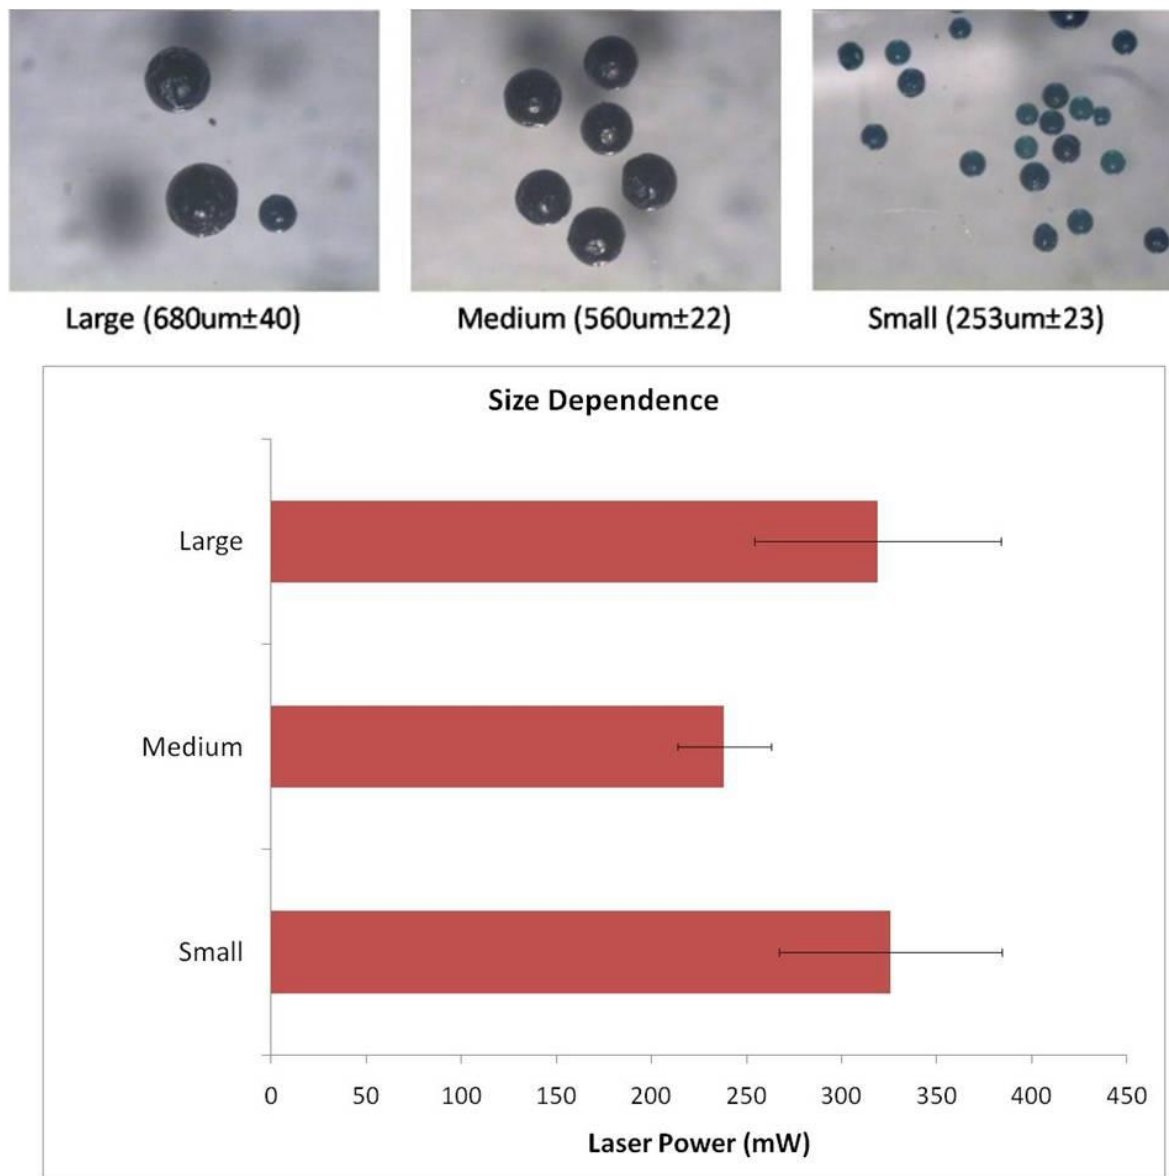 Large (680um±40)
Medium (560um±22)
Small (253um±23)
Size Dependence
Large
Medium
Small
0 50 100 150 200 250 300 350 400 450
Laser Power (mW)